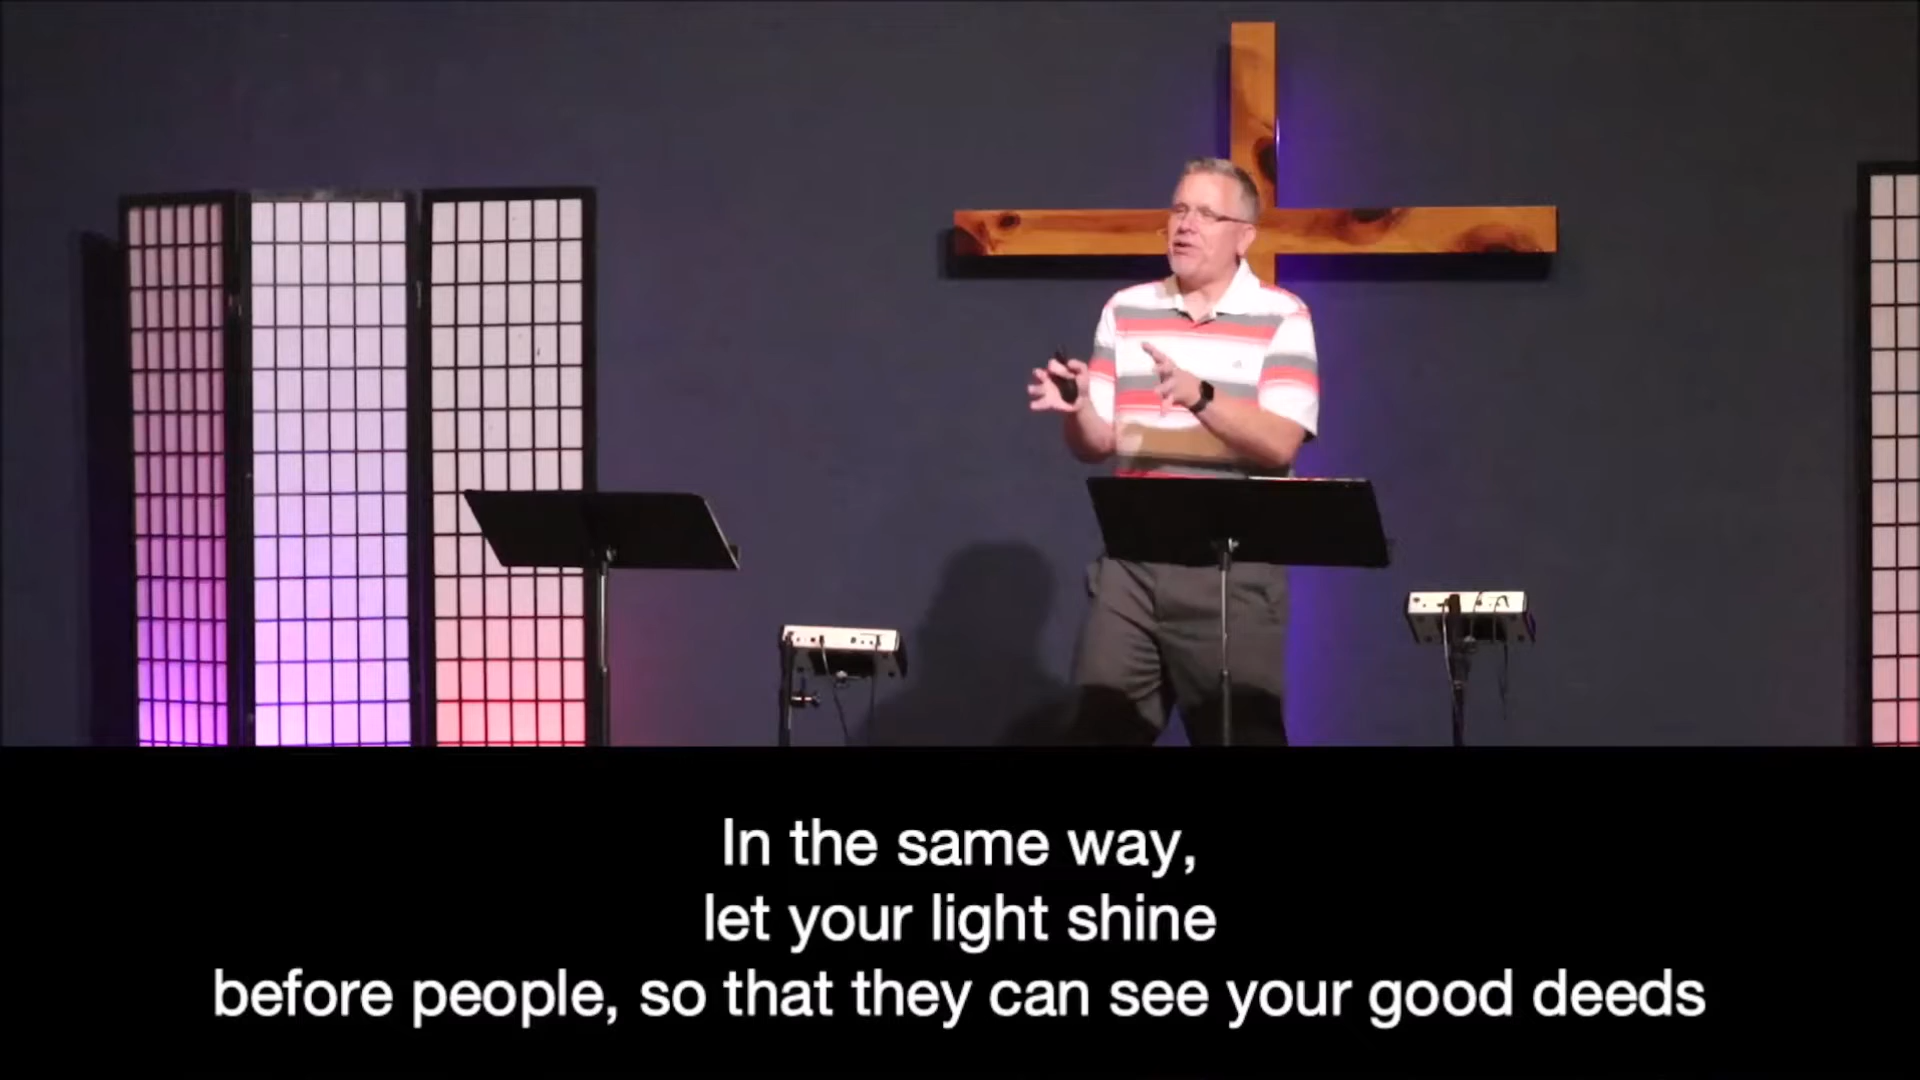 In the same way,
let your light shine
before people, so that they can see your good deeds